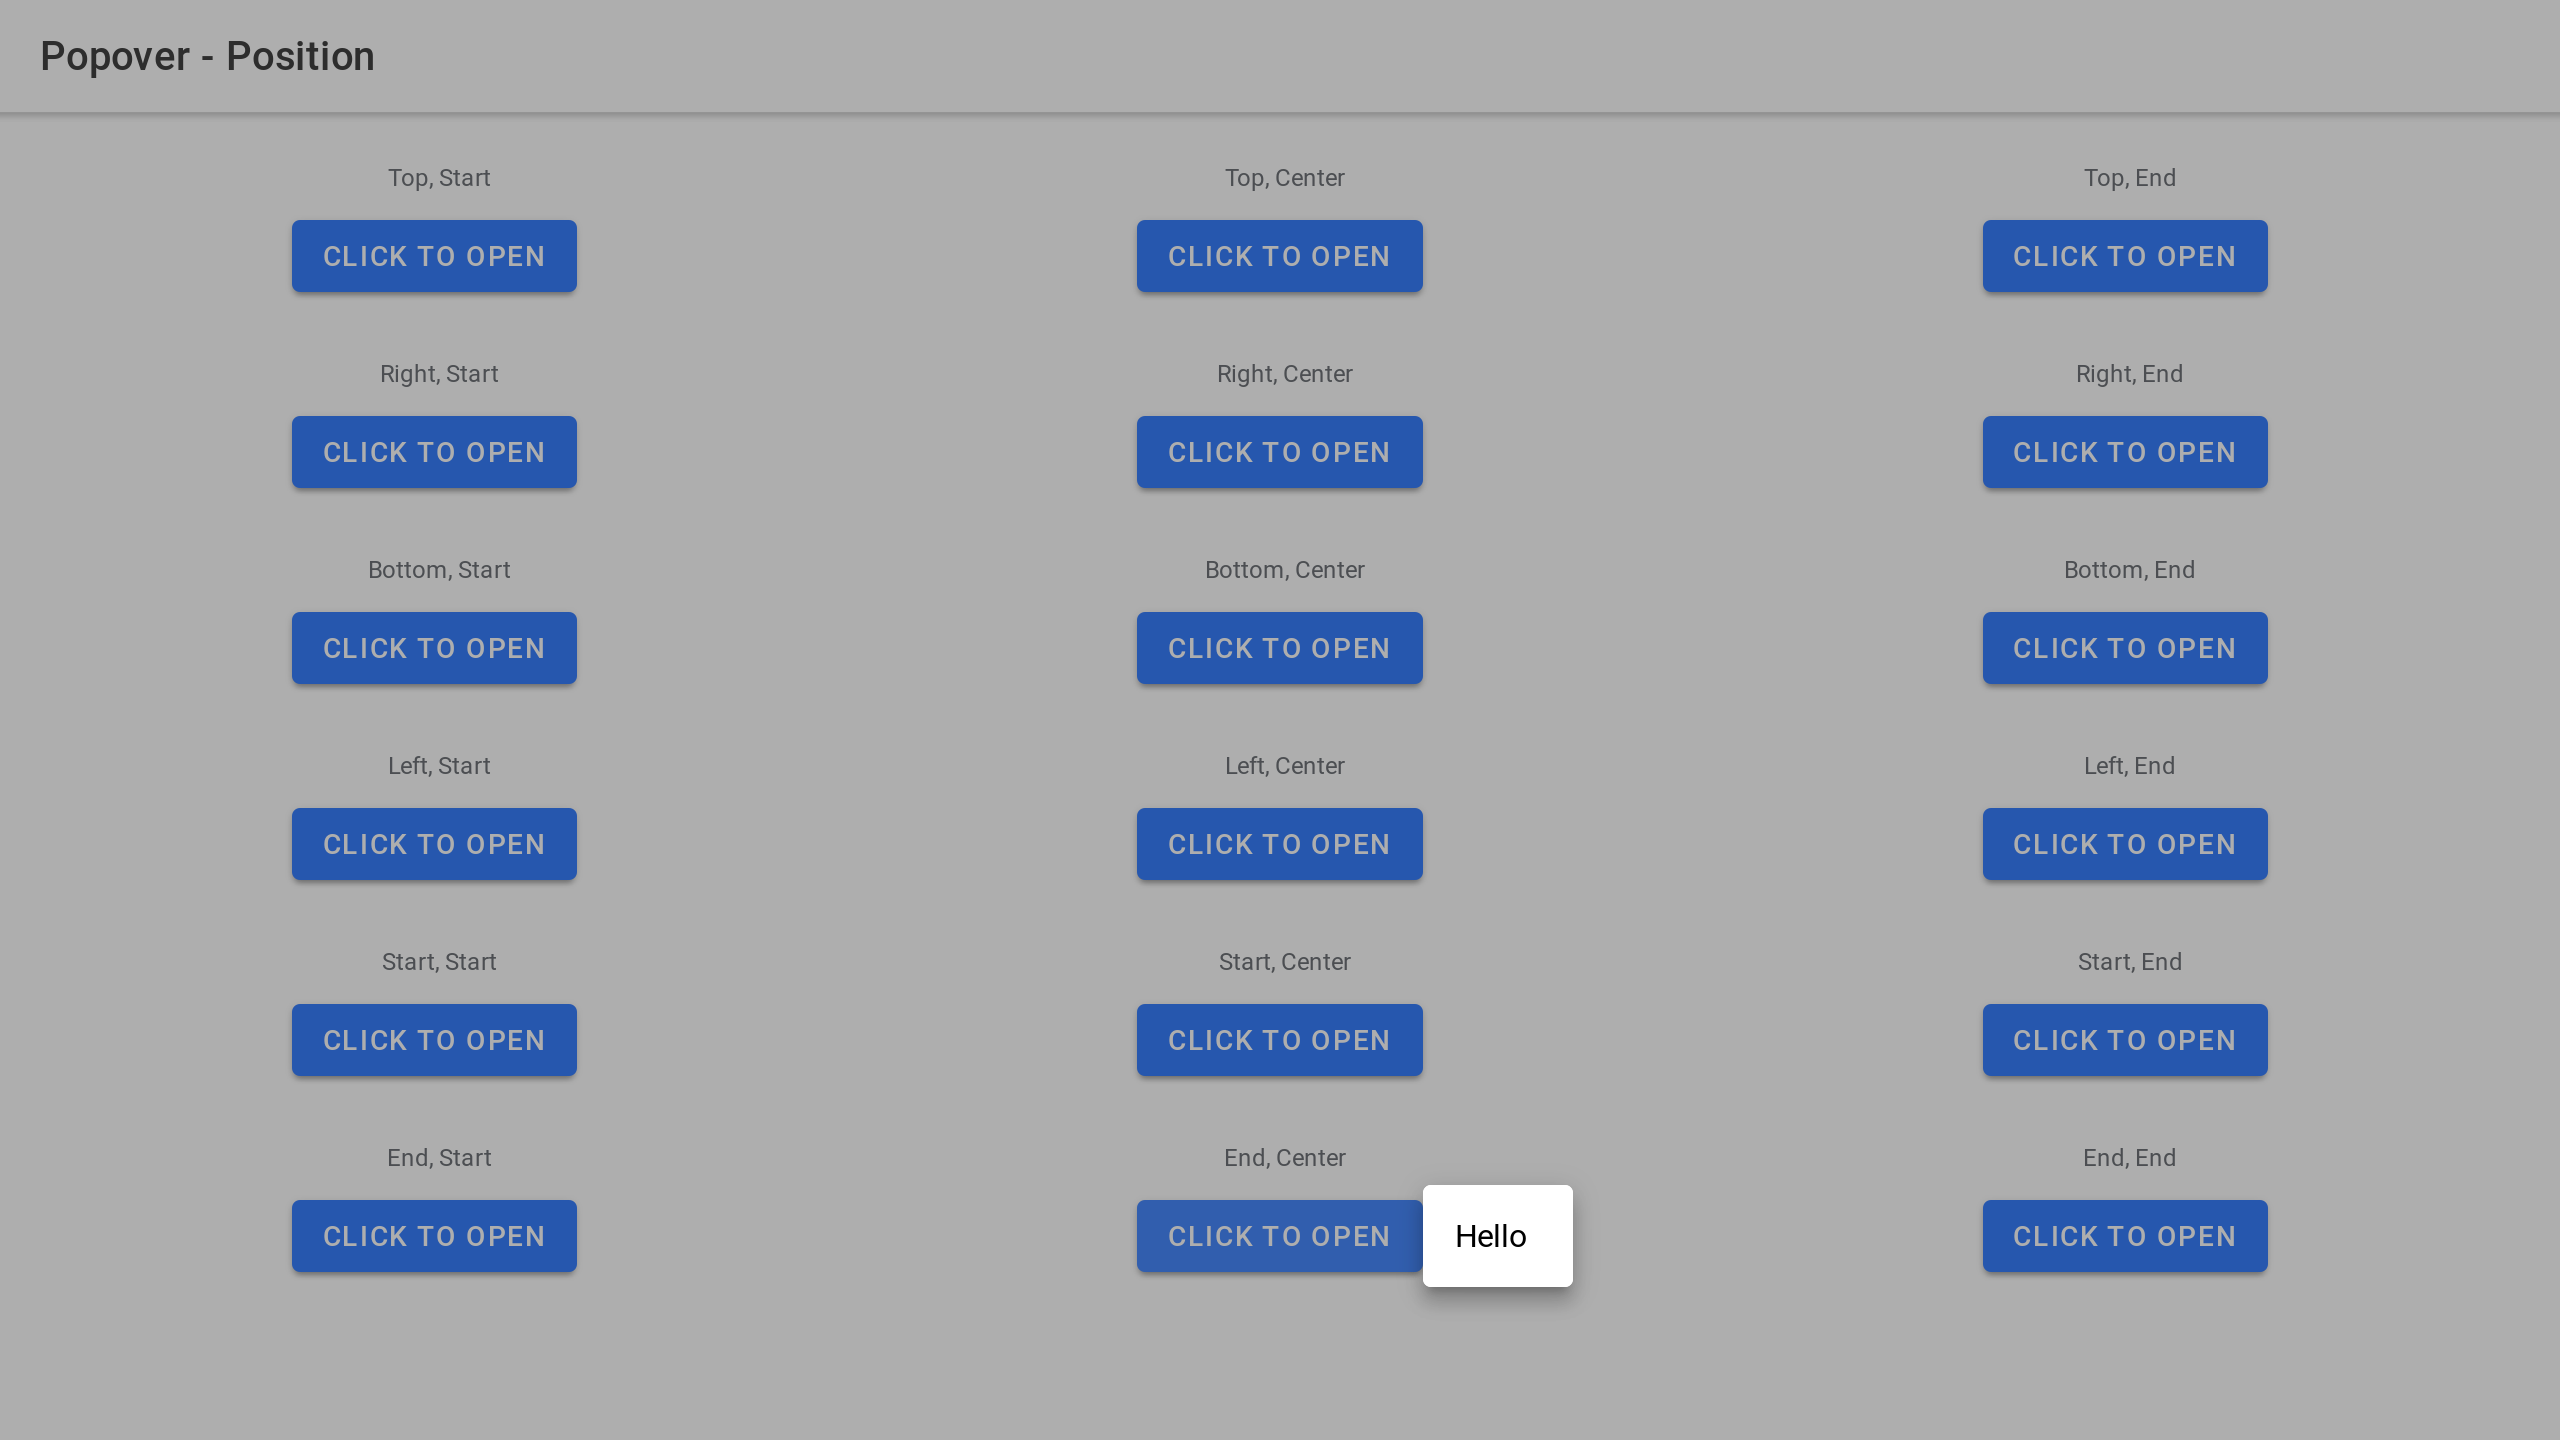 Popover - Position
Top, Start
Top, Center
Top, End
CLICK TO OPEN
CLICK TO OPEN
CLICK TO OPEN
Right, Start
Right, Center
Right, End
CLICK TO OPEN
CLICK TO OPEN
CLICK TO OPEN
Bottom, Start
Bottom, Center
Bottom, End
CLICK TO OPEN
CLICK TO OPEN
CLICK TO OPEN
Left, Start
Left, Center
Left, End
CLICK TO OPEN
CLICK TO OPEN
CLICK TO OPEN
Start, Start
Start, Center
Start, End
CLICK TO OPEN
CLICK TO OPEN
CLICK TO OPEN
End, Start
End, Center
End, End
CLICK TO OPEN
CLICK TO OPEN
Hello
CLICK TO OPEN